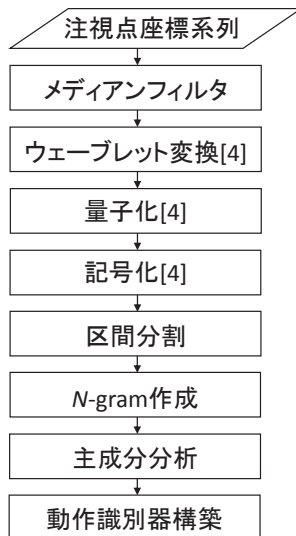 注視点座標系列
メディアンフィルタ
ウェーブレット変換[4]
量子化[4]
記号化[4]
区間分割
N-gram作成
主成分分析
動作識別器構築